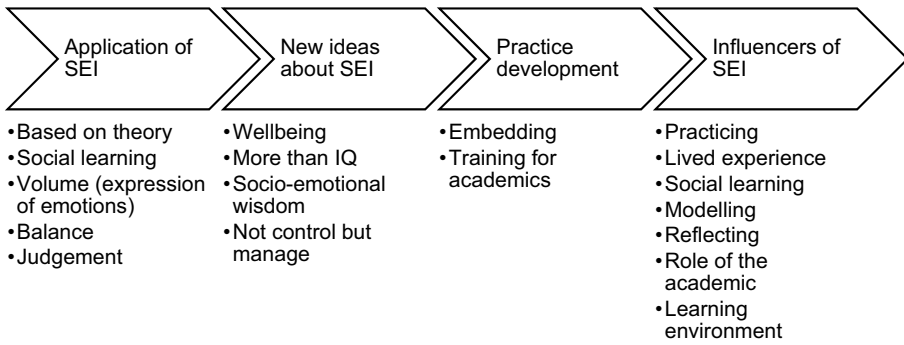 Application of
SEI
•Based on theory
•Social learning
•Volume (expression
of emotions)
•Balance
•Judgement
New ideas
about SEI
•Wellbeing
•More than IQ
•Socio-emotional
wisdom
•Not control but
manage
Practice
development
•Embedding
•Training for
academics
Influencers of
SEI
•Practicing
•Lived experience
•Social learning
•Modelling
•Reflecting
•Role of the
academic
•Learning
environment